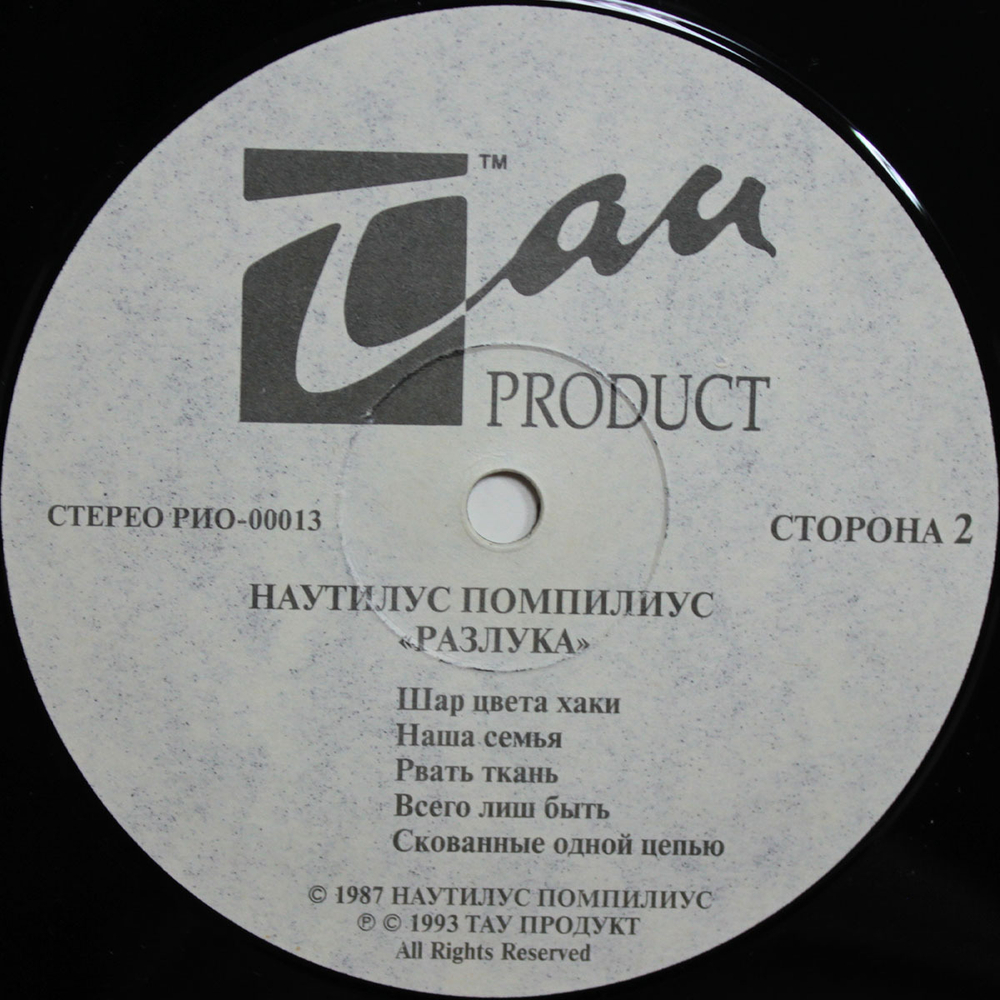 Тау ™
PRODUCT
СТЕРЕО РИО-00013
СТОРОНА 2
НАУТИЛУС ПОМПИЛИУС
«РАЗЛУКА»
Шар цвета хаки
Наша семья
Рвать ткань
Всего лиш быть
Скованные одной цепью
© 1987 НАУТИЛУС ПОМПИЛИУС
℗ © 1993 ТАУ ПРОДУКТ
All Rights Reserved